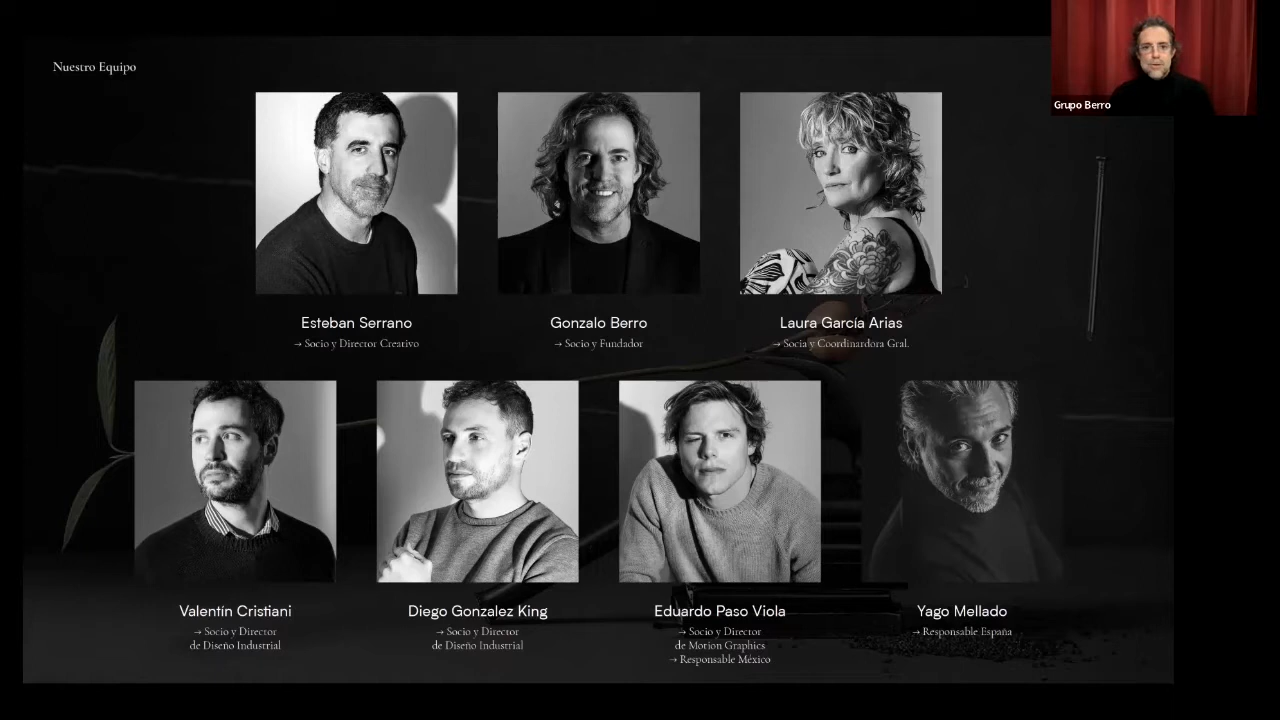 Nuestro Equipo
Grupo Berro
Esteban Serrano
→ Socio y Director Creativo
Gonzalo Berro
→ Socio y Fundador
Laura García Arias
→ Socia y Coordinardora Gral.
Valentín Cristiani
→ Socio y Director
de Diseño Industrial
Diego Gonzalez King
→ Socio y Director
de Diseño Industrial
Eduardo Paso Viola
→ Socio y Director
de Motion Graphics
→ Responsable México
Yago Mellado
→ Responsable España